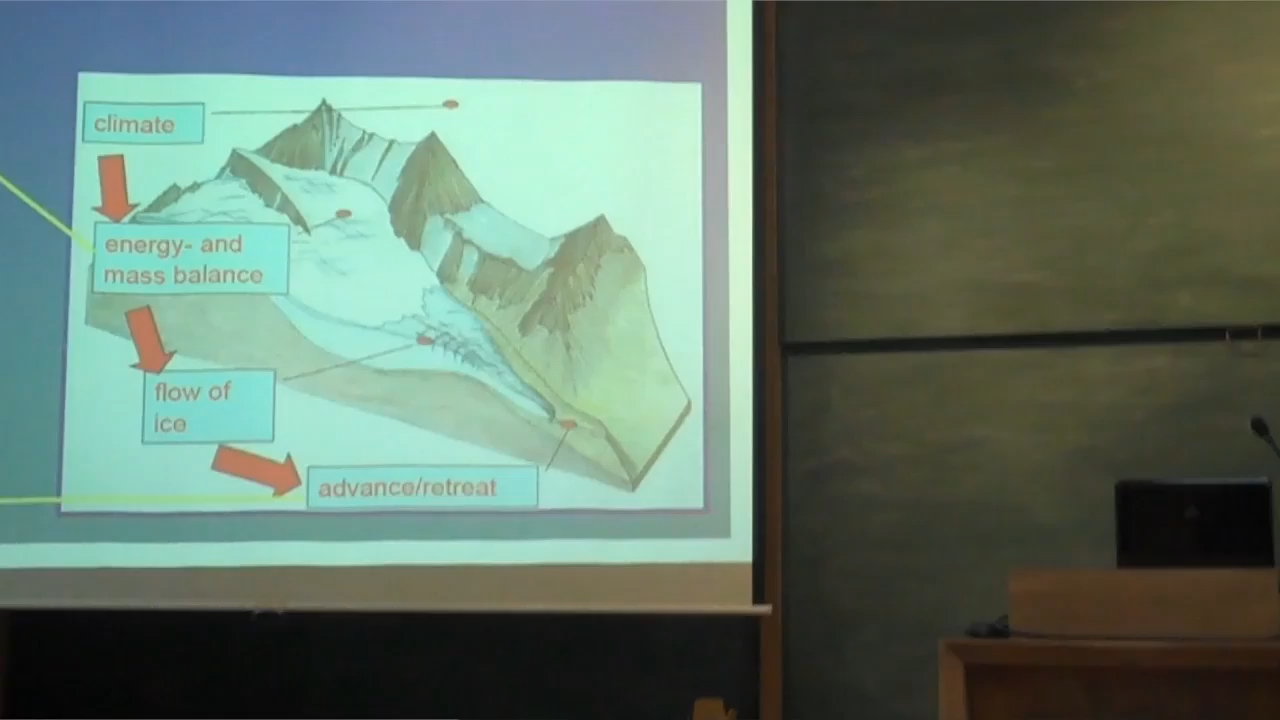 climate
energy- and
mass balance
flow of
ice
advance/retreat